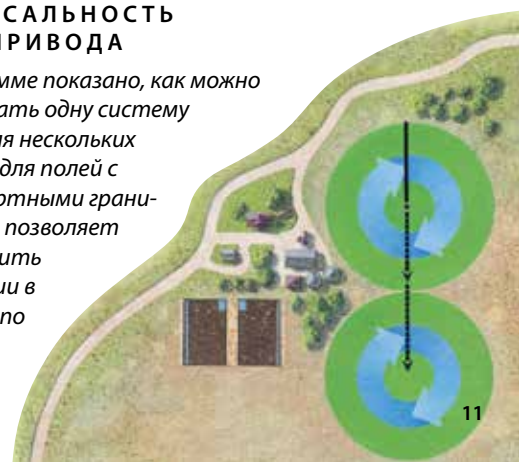 САЛЬНОСТЬ
РИВОДА
мме показано, как можно
ать одну систему
ля нескольких
для полей с
ртными грани-
позволяет
ить
ии в
по
11